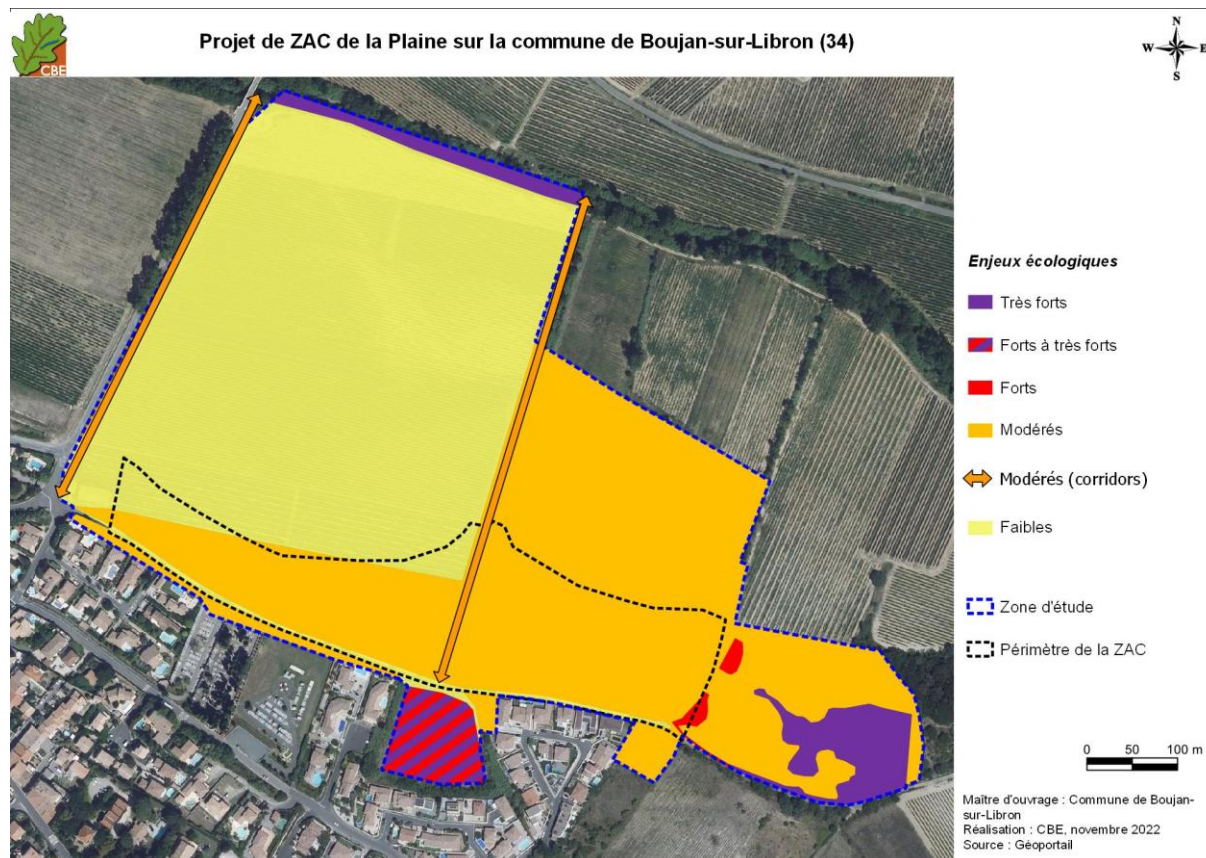 Projet de ZAC de la Plaine sur la commune de Boujan-sur-Libron (34)
CBE
N
W E
S
Enjeux écologiques
Très forts
Forts à très forts
Forts
Modérés
Modérés (corridors)
Faibles
Zone d'étude
Périmètre de la ZAC
0 50 100 m
Maître d'ouvrage : Commune de Boujan-
sur-Libron
Réalisation : CBE, novembre 2022
Source : Géoportail